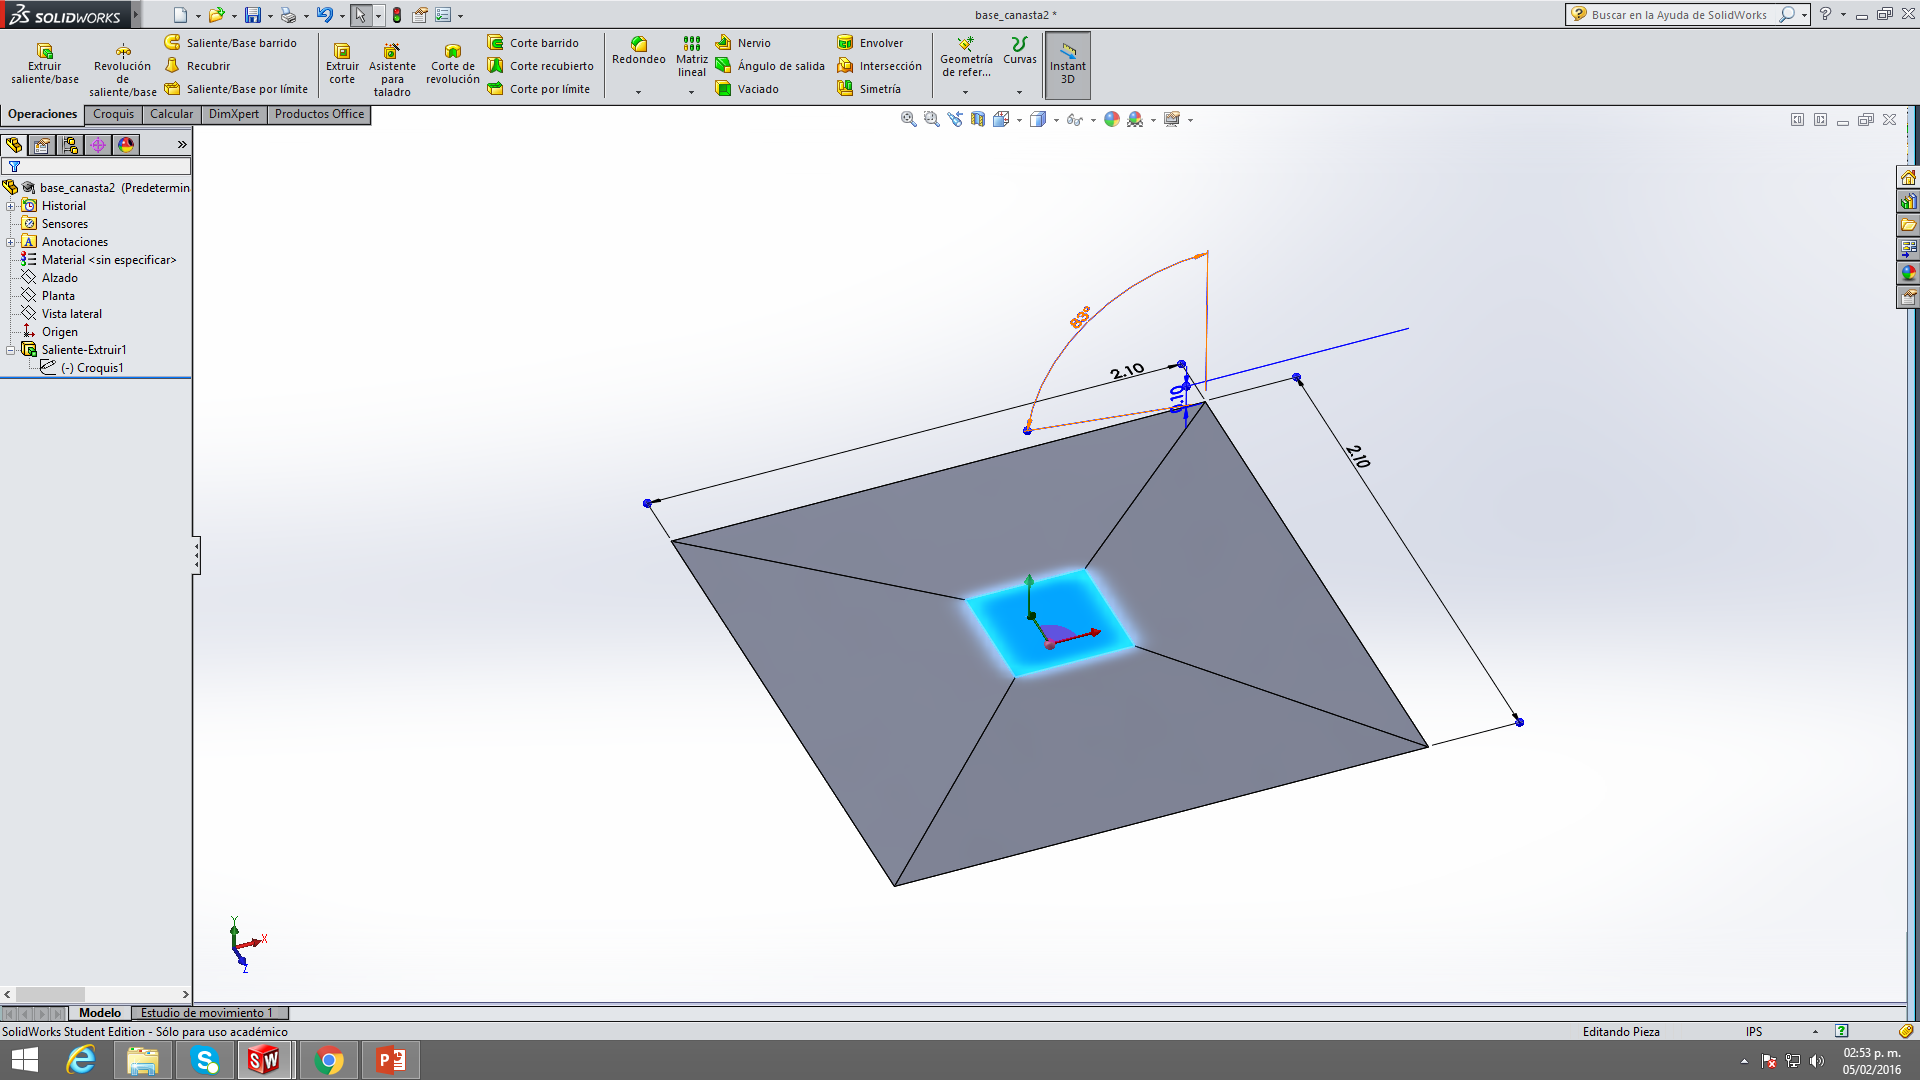 SOLIDWORKS
base_canasta2 *
Buscar en la Ayuda de SolidWorks
Extruir saliente/base
Revolución de saliente/base
Saliente/Base barrido
Recubrir
Saliente/Base por límite
Extruir corte
Asistente para taladro
Corte de revolución
Corte barrido
Corte recubierto
Corte por límite
Redondeo
Matriz lineal
Nervio
Ángulo de salida
Vaciado
Envolver
Intersección
Simetría
Geometría de refer...
Curvas
Instant 3D
Operaciones
Croquis
Calcular
DimXpert
Productos Office
base_canasta2 (Predetermin
Historial
Sensores
Anotaciones
Material <sin especificar>
Alzado
Planta
Vista lateral
Origen
Saliente-Extruir1
(-) Croquis1
83°
2.10
0.10
2.10
Y
X
Z
Modelo
Estudio de movimiento 1
SolidWorks Student Edition - Sólo para uso académico
Editando Pieza
IPS
02:53 p. m.
05/02/2016